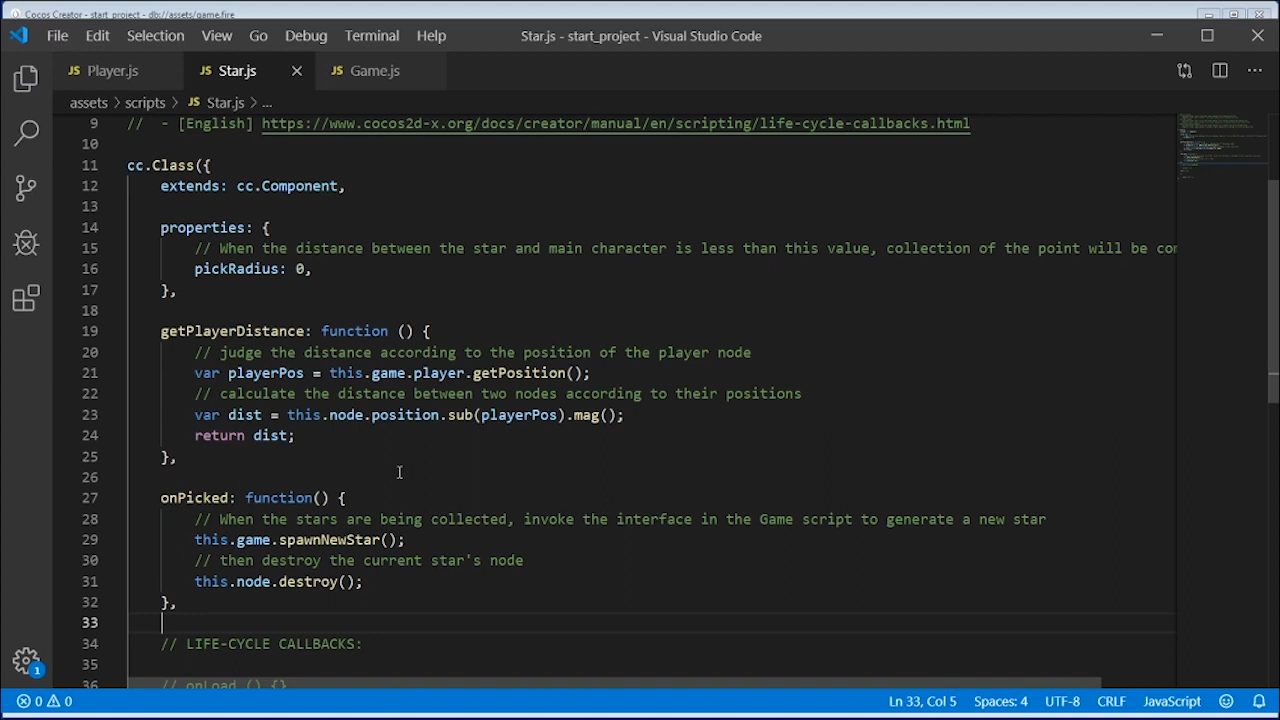 Cocos Creator - start_project - db://assets/game.fire
File Edit Selection View Go Debug Terminal Help Star.js - start_project - Visual Studio Code
JS Player.js JS Star.js JS Game.js
assets > scripts > JS Star.js > ...
9 // - [English] https://www.cocos2d-x.org/docs/creator/manual/en/scripting/life-cycle-callbacks.html
10
11 cc.Class({
12 extends: cc.Component,
13
14 properties: {
15 // When the distance between the star and main character is less than this value, collection of the point will be con
16 pickRadius: 0,
17 },
18
19 getPlayerDistance: function () {
20 // judge the distance according to the position of the player node
21 var playerPos = this.game.player.getPosition();
22 // calculate the distance between two nodes according to their positions
23 var dist = this.node.position.sub(playerPos).mag();
24 return dist;
25 },
26
27 onPicked: function() {
28 // When the stars are being collected, invoke the interface in the Game script to generate a new star
29 this.game.spawnNewStar();
30 // then destroy the current star's node
31 this.node.destroy();
32 },
33
34 // LIFE-CYCLE CALLBACKS:
35
36 // onLoad () {}
1
0 0 Ln 33, Col 5 Spaces: 4 UTF-8 CRLF JavaScript